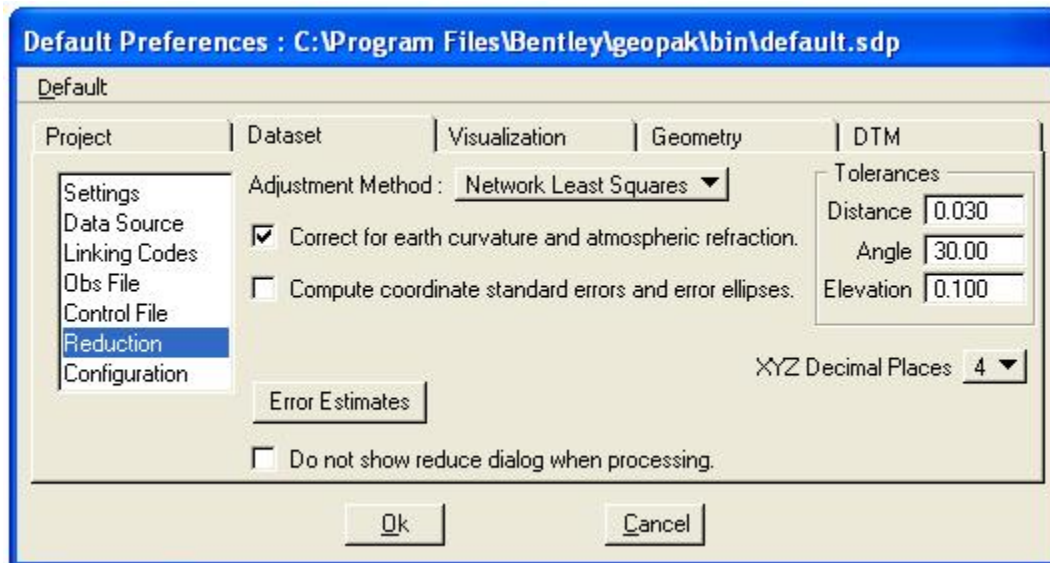 Default Preferences : C:\Program Files\Bentley\geopak\bin\default.sdp
Default
Project
Dataset
Visualization
Geometry
DTM
Settings
Data Source
Linking Codes
Obs File
Control File
Reduction
Configuration
Adjustment Method : Network Least Squares
Correct for earth curvature and atmospheric refraction.
Compute coordinate standard errors and error ellipses.
Error Estimates
Do not show reduce dialog when processing.
Tolerances
Distance 0.030
Angle 30.00
Elevation 0.100
XYZ Decimal Places 4
Ok
Cancel